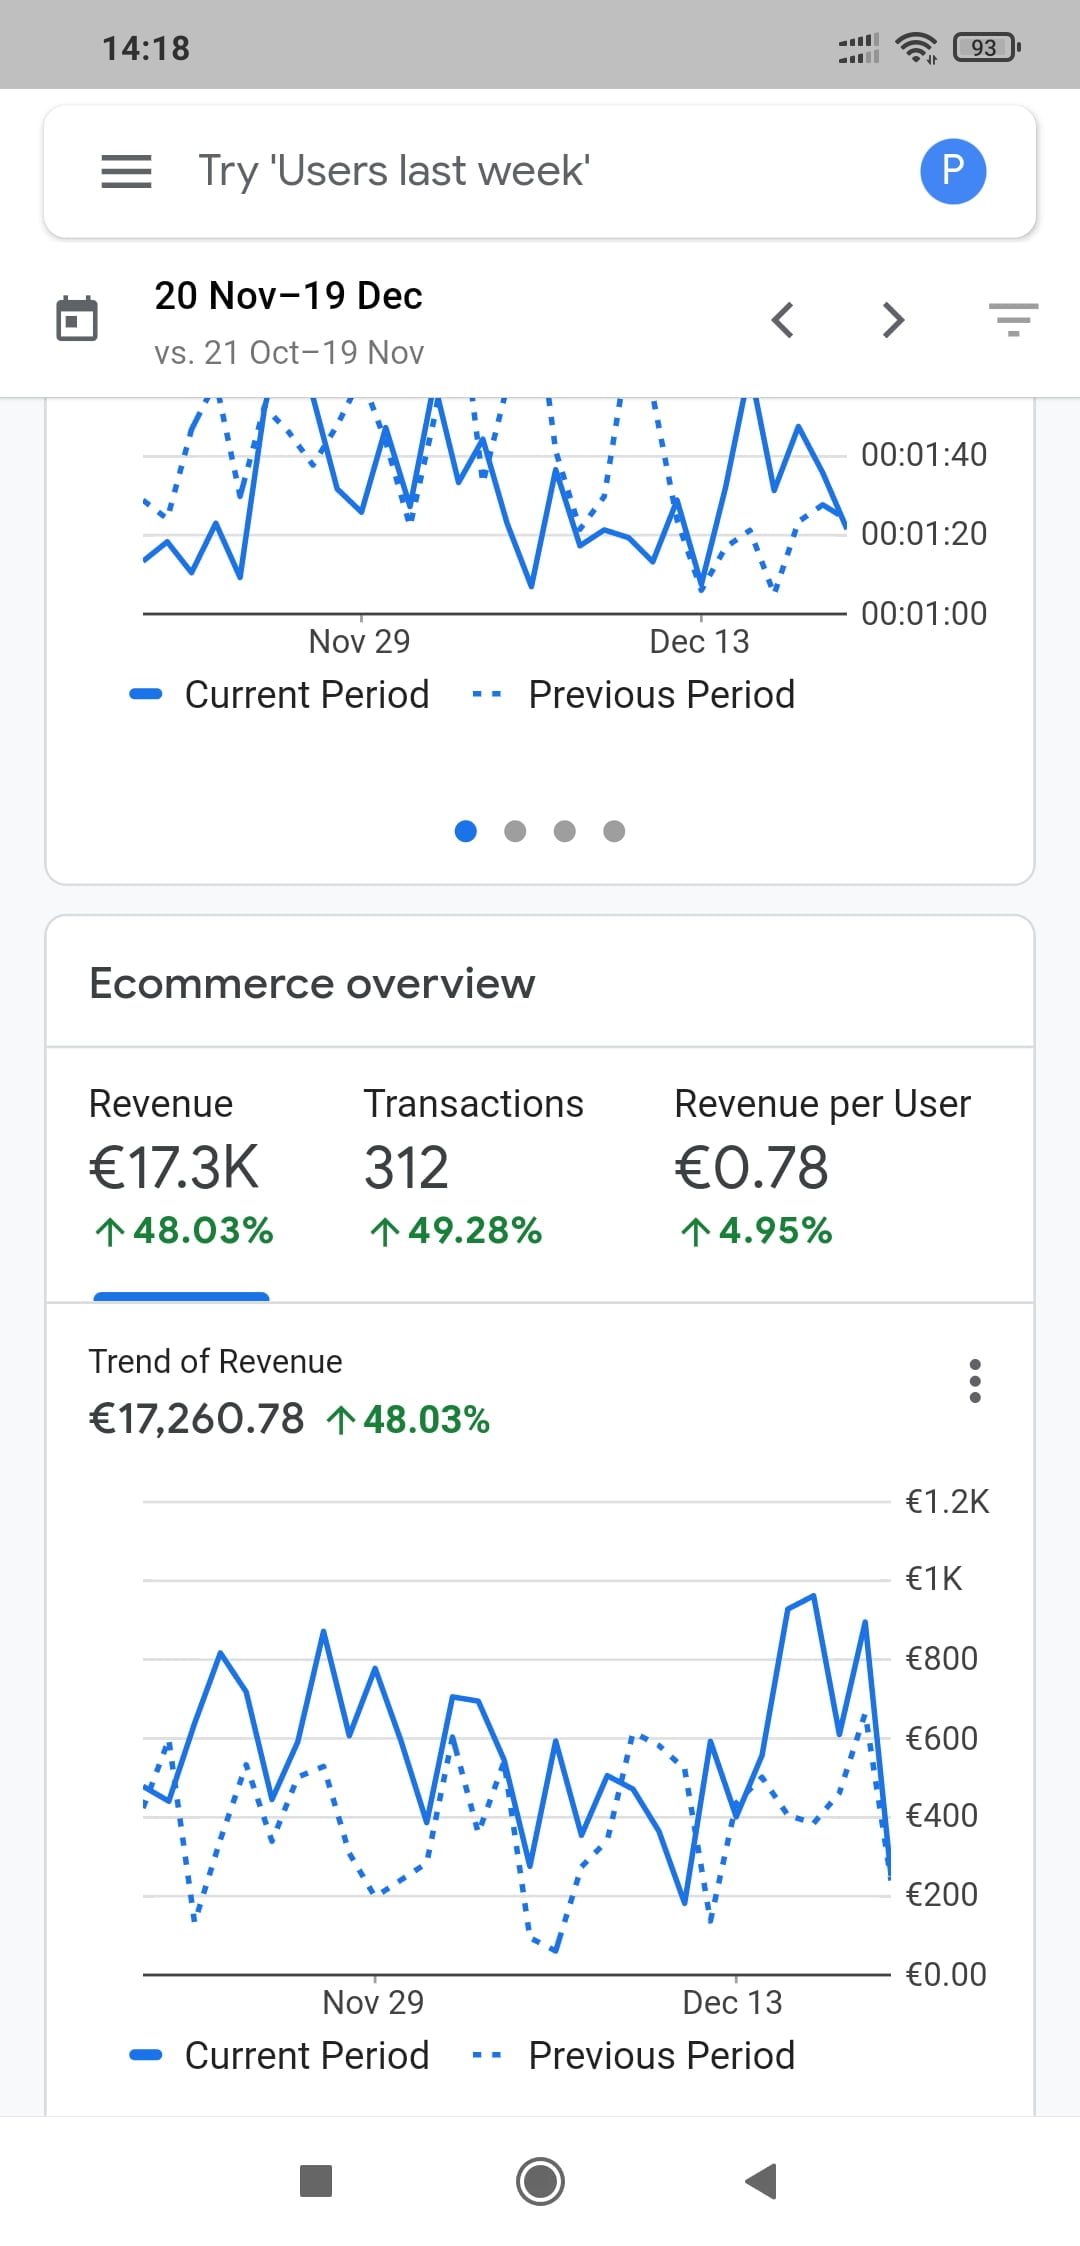 14:18
93
Try 'Users last week'
P
20 Nov–19 Dec
vs. 21 Oct–19 Nov
00:01:40
00:01:20
00:01:00
Nov 29 Dec 13
Current Period Previous Period
Ecommerce overview
Revenue Transactions Revenue per User
€17.3K 312 €0.78
↑48.03% ↑49.28% ↑4.95%
Trend of Revenue
€17,260.78 ↑48.03%
€1.2K
€1K
€800
€600
€400
€200
€0.00
Nov 29 Dec 13
Current Period Previous Period